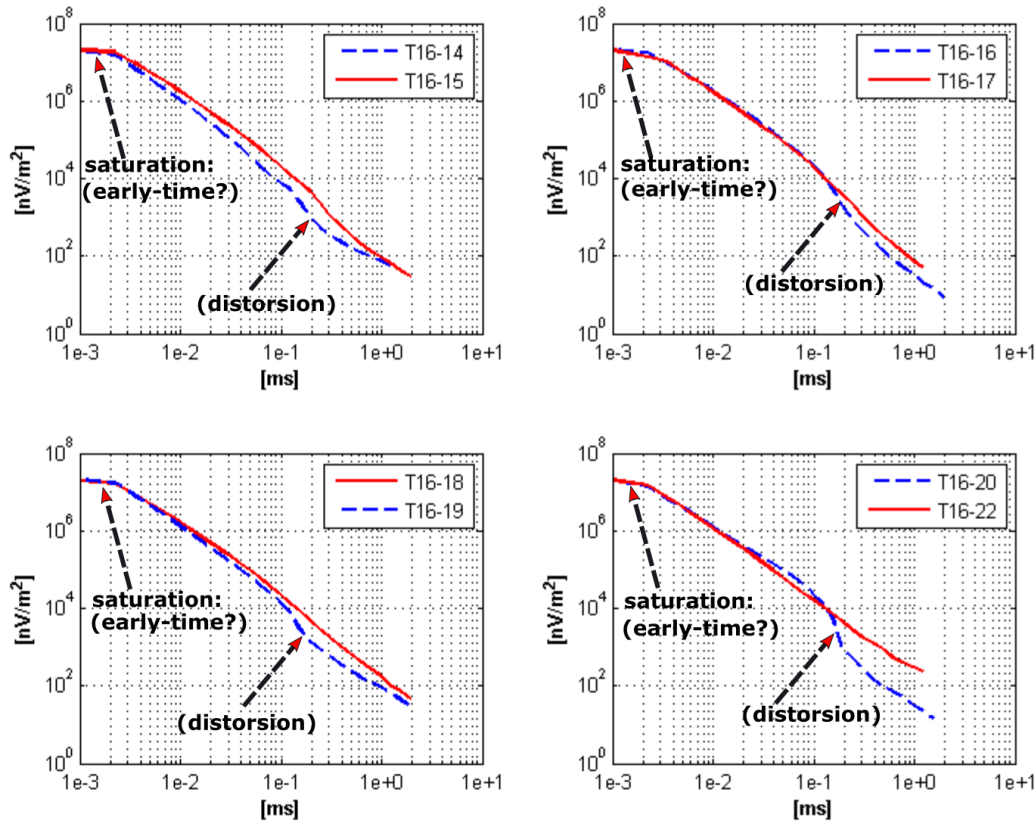 10^8
10^6
10^4
10^2
10^0
[nV/m^2]
T16-14
T16-15
saturation:
(early-time?)
(distorsion)
1e-3
1e-2
1e-1
1e+0
1e+1
[ms]
10^8
10^6
10^4
10^2
10^0
[nV/m^2]
T16-16
T16-17
saturation:
(early-time?)
(distorsion)
1e-3
1e-2
1e-1
1e+0
1e+1
[ms]
10^8
10^6
10^4
10^2
10^0
[nV/m^2]
T16-18
T16-19
saturation:
(early-time?)
(distorsion)
1e-3
1e-2
1e-1
1e+0
1e+1
[ms]
10^8
10^6
10^4
10^2
10^0
[nV/m^2]
T16-20
T16-22
saturation:
(early-time?)
(distorsion)
1e-3
1e-2
1e-1
1e+0
1e+1
[ms]